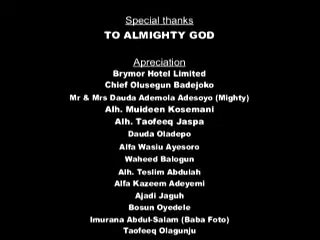 Special thanks
TO ALMIGHTY GOD
Apreciation
Brymor Hotel Limited
Chief Olusegun Badejoko
Mr & Mrs Dauda Ademola Adesoyo (Mighty)
Alh. Muideen Kosemani
Alh. Taofeeq Jaspa
Dauda Oladepo
Alfa Wasiu Ayesoro
Waheed Balogun
Alh. Teslim Abdulah
Alfa Kazeem Adeyemi
Ajadi Jaguh
Bosun Oyedele
Imurana Abdul-Salam (Baba Foto)
Taofeeq Olagunju